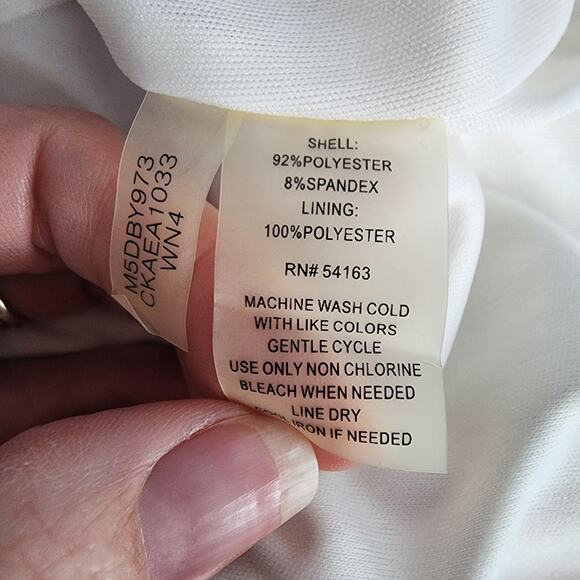 M5DBY973
CKAEA1033
WN4
SHELL:
92%POLYESTER
8%SPANDEX
LINING:
100%POLYESTER
RN# 54163
MACHINE WASH COLD
WITH LIKE COLORS
GENTLE CYCLE
USE ONLY NON CHLORINE
BLEACH WHEN NEEDED
LINE DRY
IRON IF NEEDED